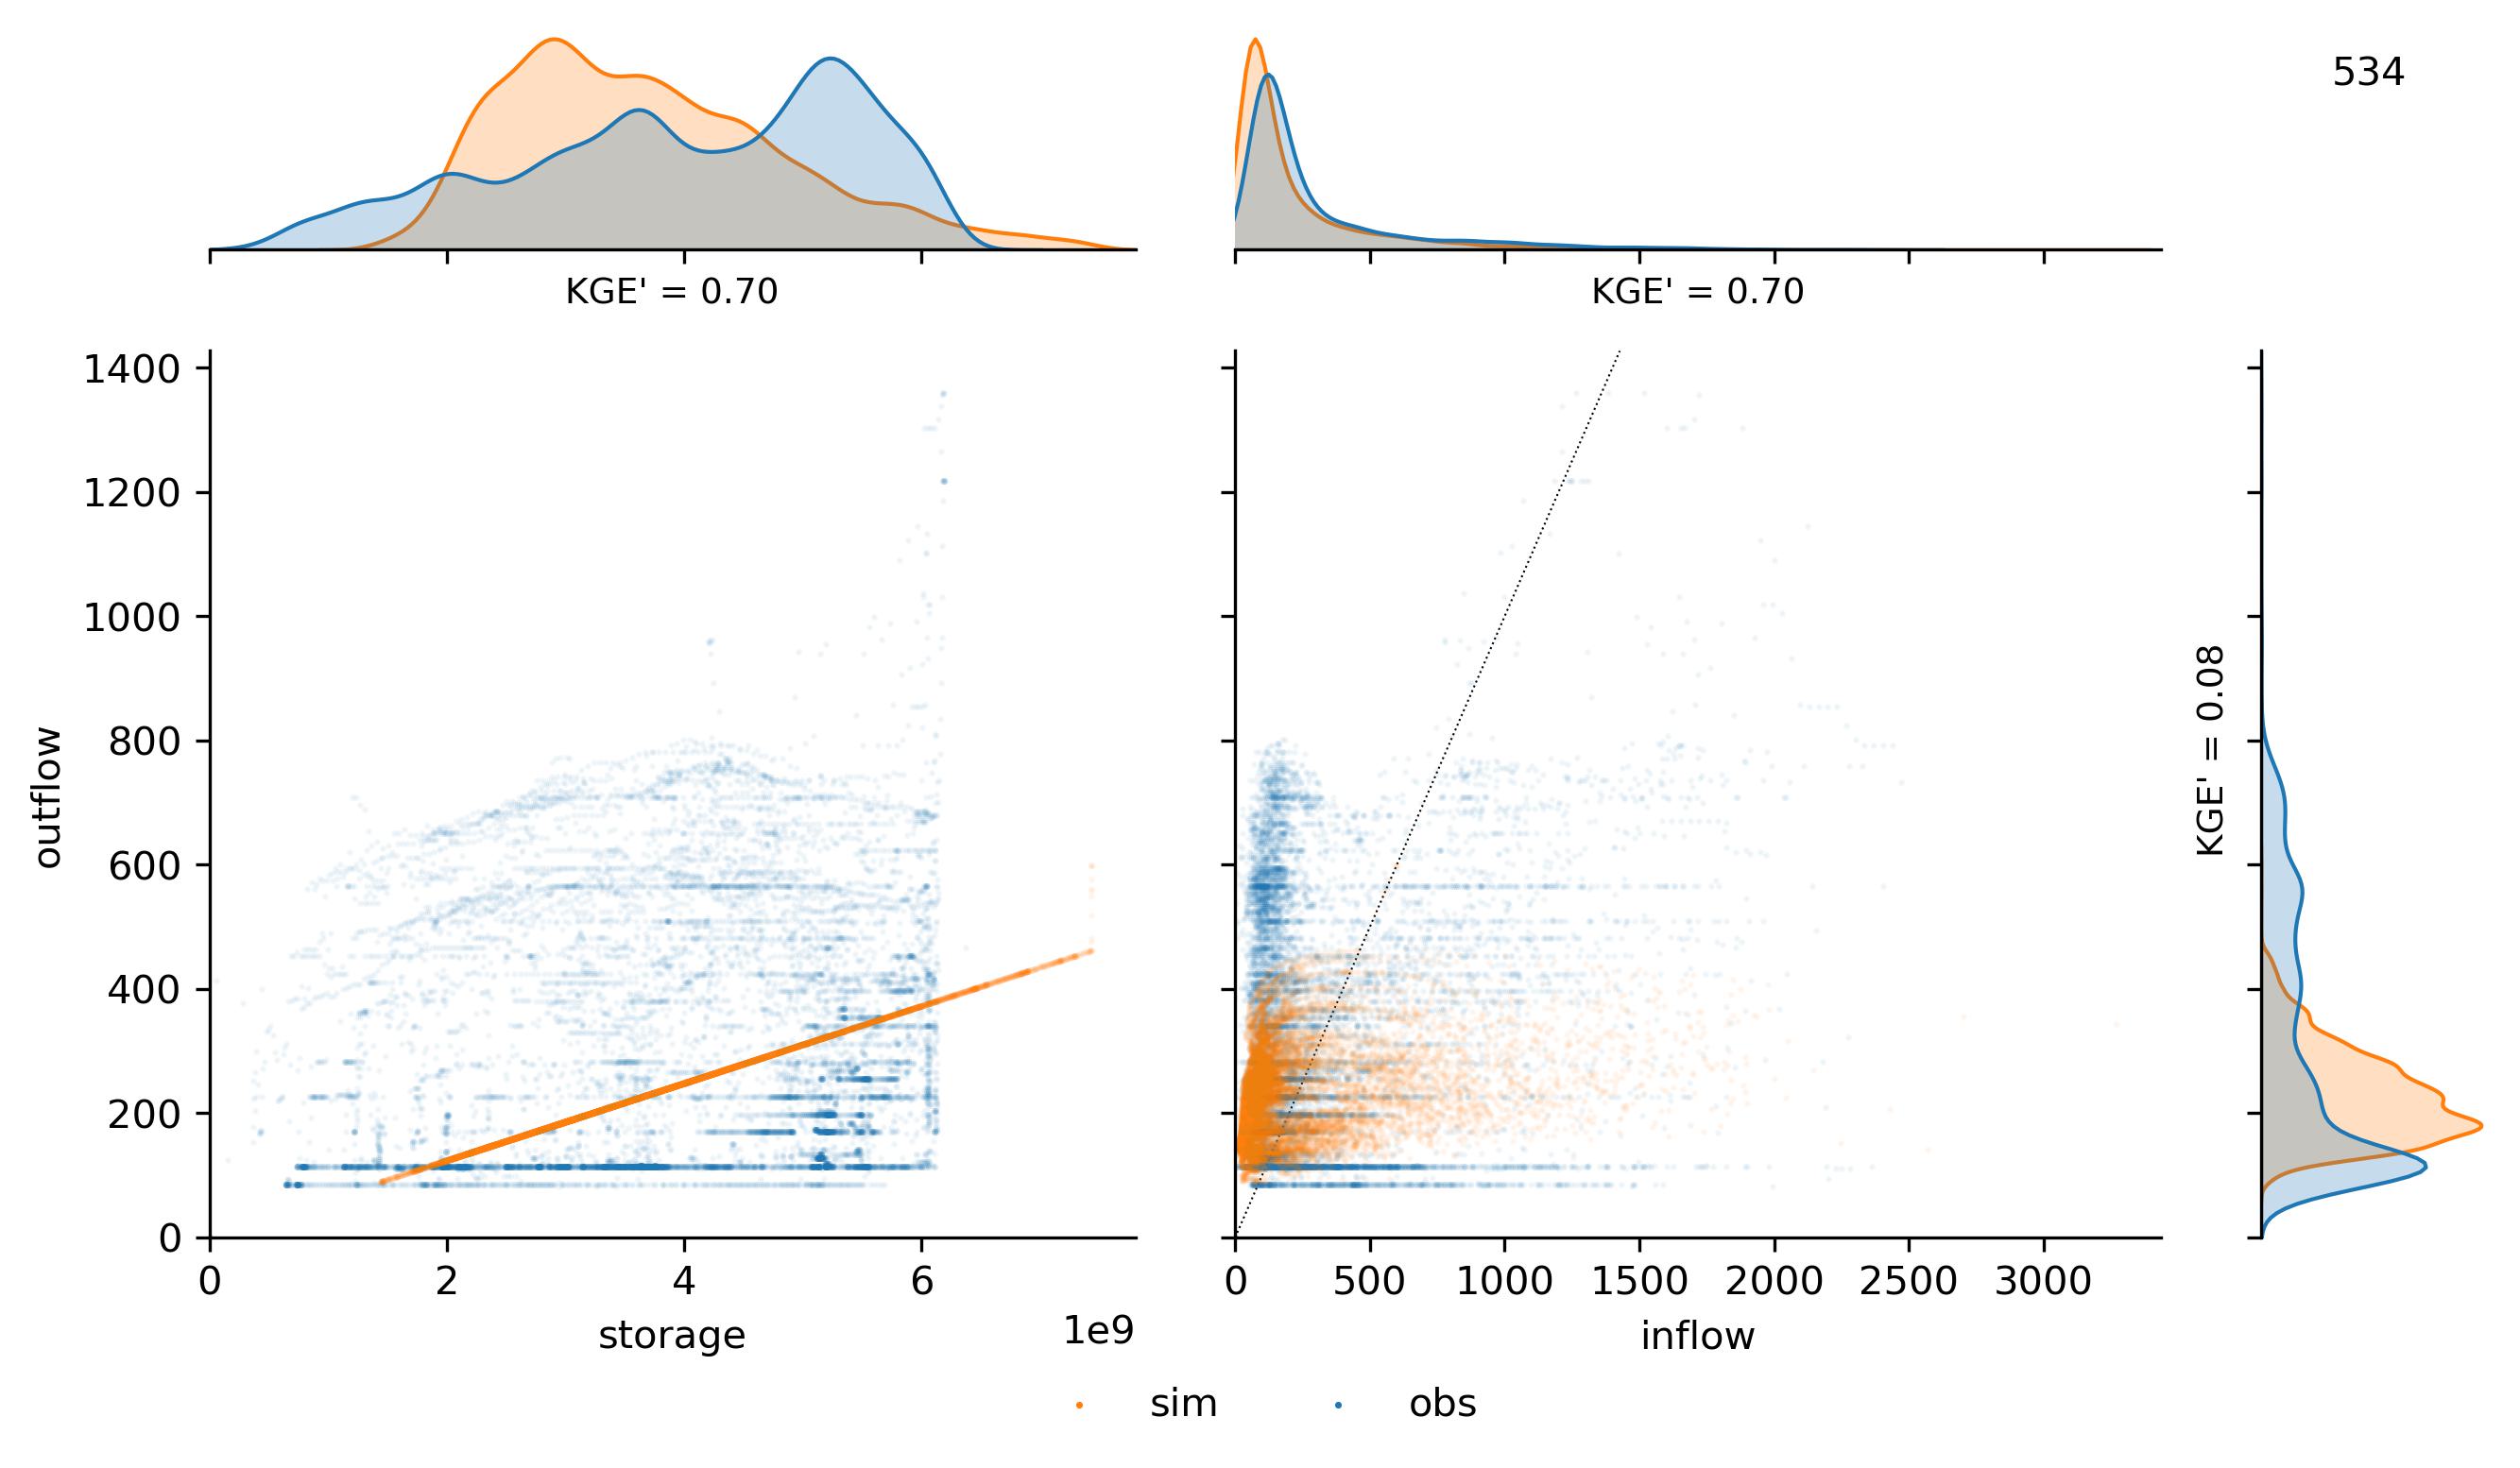 534
KGE' = 0.70
KGE' = 0.70
1400
1200
1000
800
600
400
200
0
outflow
KGE' = 0.08
0 2 4 6
0 500 1000 1500 2000 2500 3000
1e9
storage
inflow
sim obs